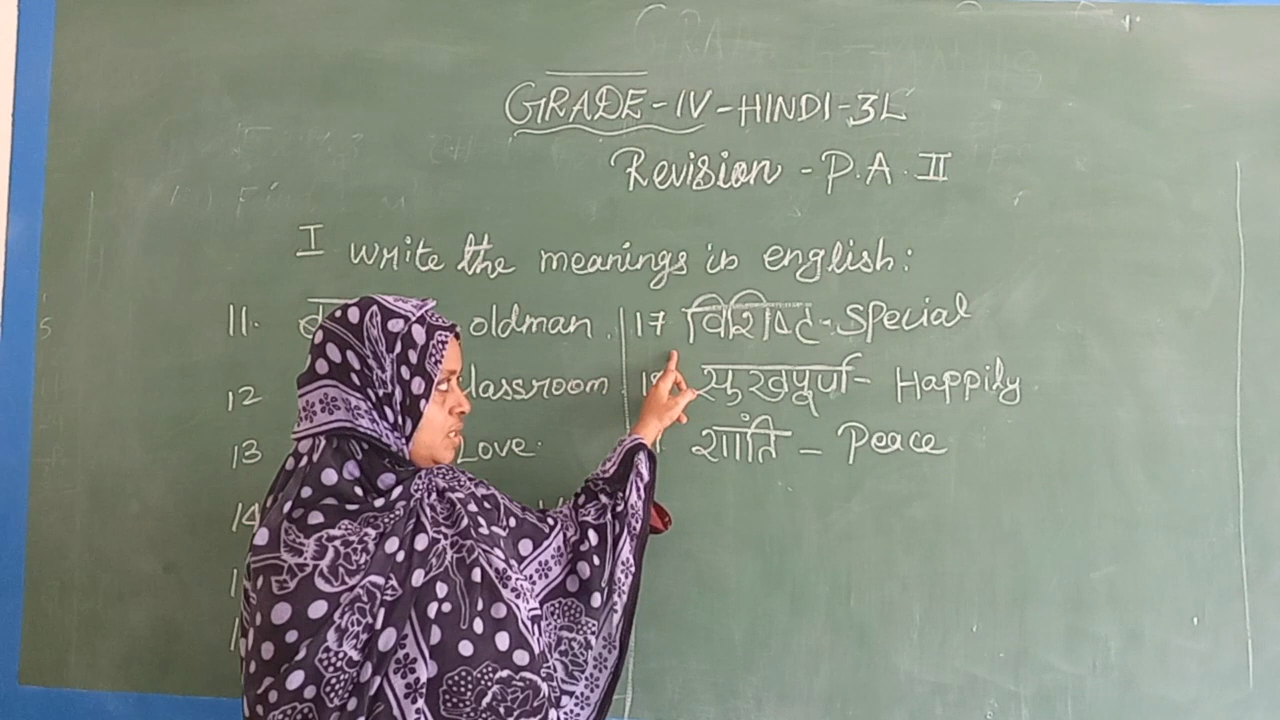 GRADE-IV-HINDI-3L
Revision - P.A. II
I write the meanings in english:
11. oldman.
12 classroom
13 Love.
14
17 विशिष्ट - special
18 सुखपूर्ण - Happily.
शांति - Peace